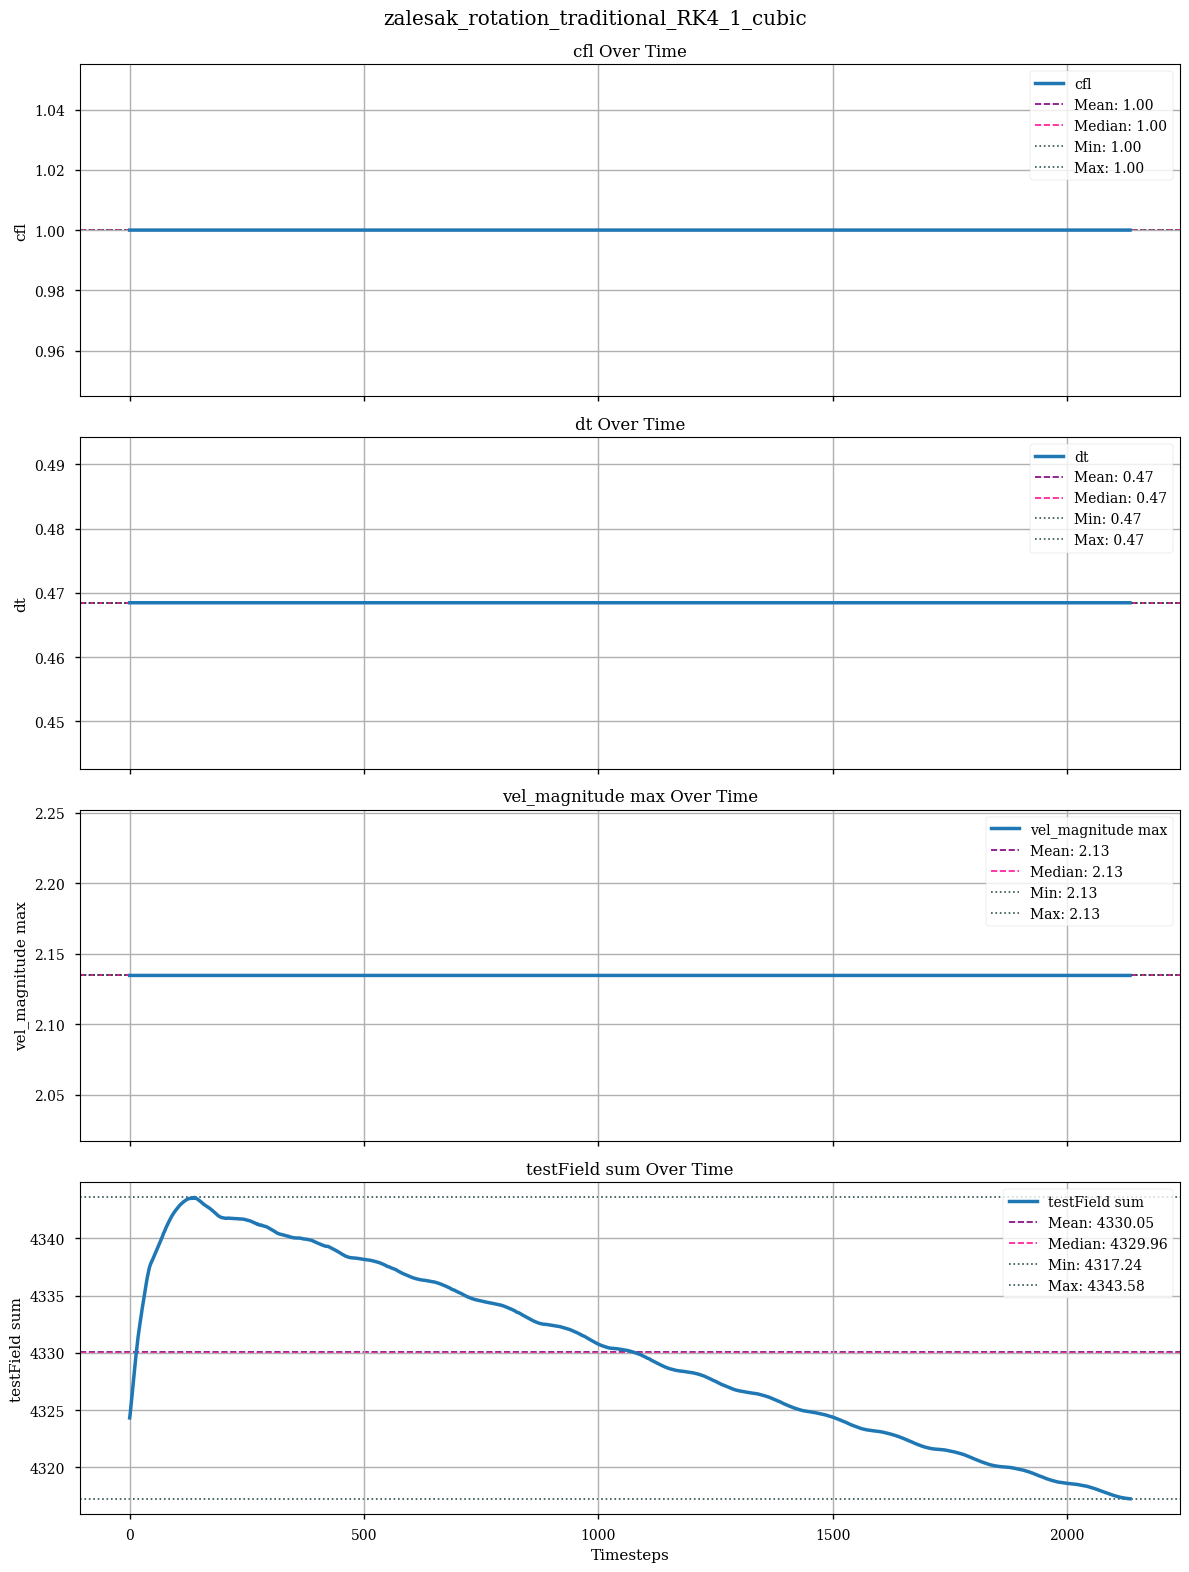 zalesak_rotation_traditional_RK4_1_cubic
cfl Over Time
cfl
1.04
1.02
1.00
0.98
0.96
cfl
Mean: 1.00
Median: 1.00
Min: 1.00
Max: 1.00
dt Over Time
dt
0.49
0.48
0.47
0.46
0.45
dt
Mean: 0.47
Median: 0.47
Min: 0.47
Max: 0.47
vel_magnitude max Over Time
vel_magnitude max
2.25
2.20
2.15
2.10
2.05
vel_magnitude max
Mean: 2.13
Median: 2.13
Min: 2.13
Max: 2.13
testField sum Over Time
testField sum
4340
4335
4330
4325
4320
testField sum
Mean: 4330.05
Median: 4329.96
Min: 4317.24
Max: 4343.58
0 500 1000 1500 2000
Timesteps